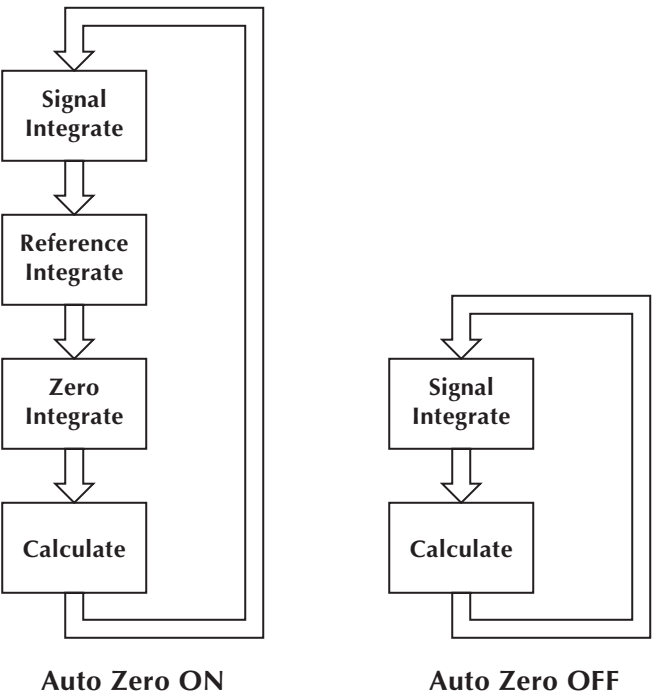 Signal
Integrate
Reference
Integrate
Zero
Integrate
Calculate
Auto Zero ON
Signal
Integrate
Calculate
Auto Zero OFF